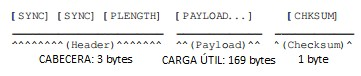 [SYNC] [SYNC] [PLENGTH] [PAYLOAD...] [CHKSUM]
^^^^^^^^(Header)^^^^^^^ ^^(Payload)^^ ^(Checksum)^
CABECERA: 3 bytes CARGA ÚTIL: 169 bytes 1 byte